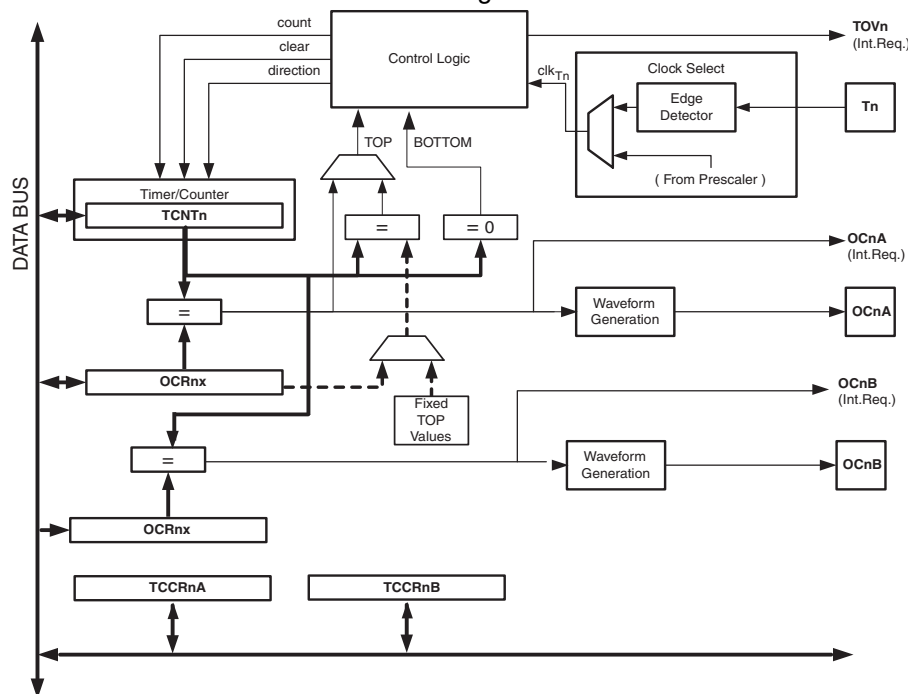 count
clear
direction
Control Logic
clkTn
TOVn
(Int.Req.)
Clock Select
Edge
Detector
Tn
( From Prescaler )
TOP
BOTTOM
DATA BUS
Timer/Counter
TCNTn
=
= 0
OCnA
(Int.Req.)
=
Waveform
Generation
OCnA
OCRnx
Fixed
TOP
Values
OCnB
(Int.Req.)
=
Waveform
Generation
OCnB
OCRnx
TCCRnA
TCCRnB